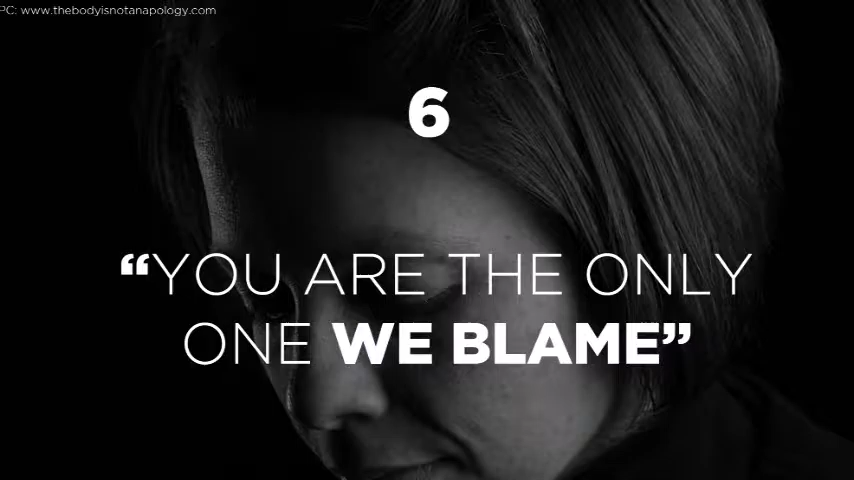 PC: www.thebodyisnotanapology.com
6
“YOU ARE THE ONLY
ONE WE BLAME”